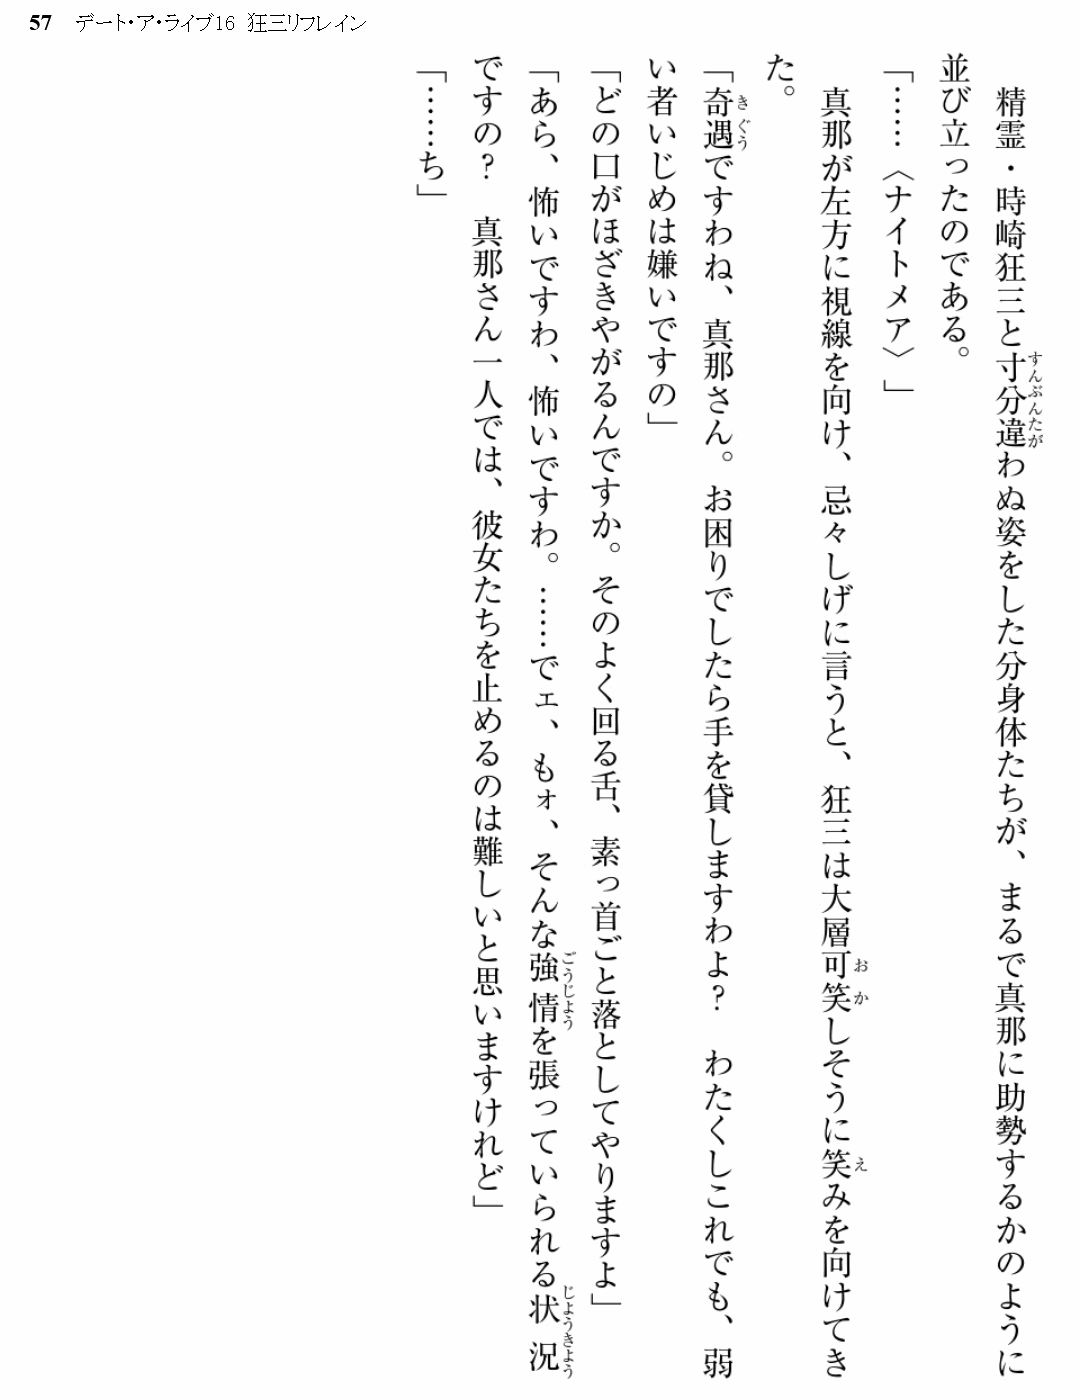 57 デート・ア・ライブ16 狂三リフレイン
精霊・時崎狂三と寸分違わぬ姿をした分身体たちが、まるで真那に助勢するかのように
並び立ったのである。
「……〈ナイトメア〉」
真那が左方に視線を向け、忌々しげに言うと、狂三は大層可笑しそうに笑みを向けてき
た。
「奇遇ですわね、真那さん。お困りでしたら手を貸しますわよ？　わたくしこれでも、弱
い者いじめは嫌いですの」
「どの口がほざきやがるんですか。そのよく回る舌、素っ首ごと落としてやりますよ」
「あら、怖いですわ、怖いですわ。……でェ、もォ、そんな強情を張っていられる状況
ですの？　真那さん一人では、彼女たちを止めるのは難しいと思いますけれど」
「……ち」